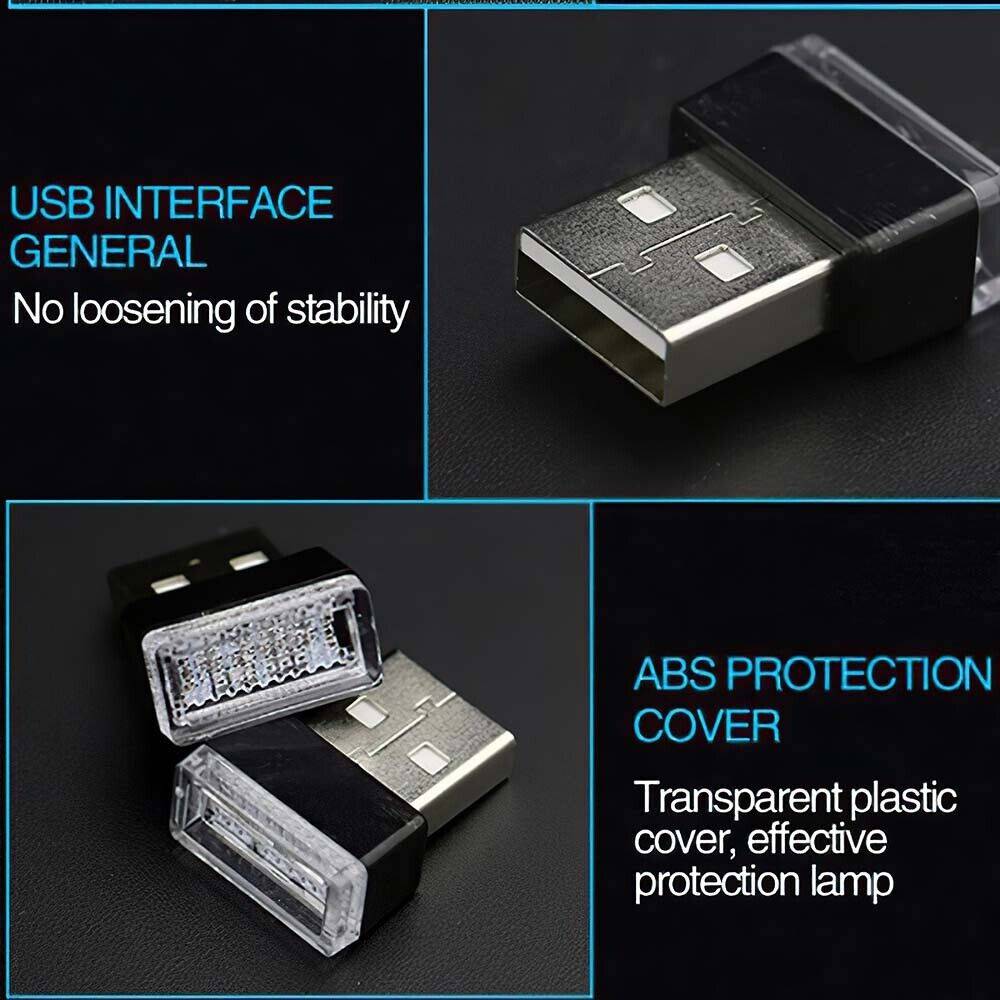 USB INTERFACE
GENERAL
No loosening of stability
ABS PROTECTION
COVER
Transparent plastic
cover, effective
protection lamp